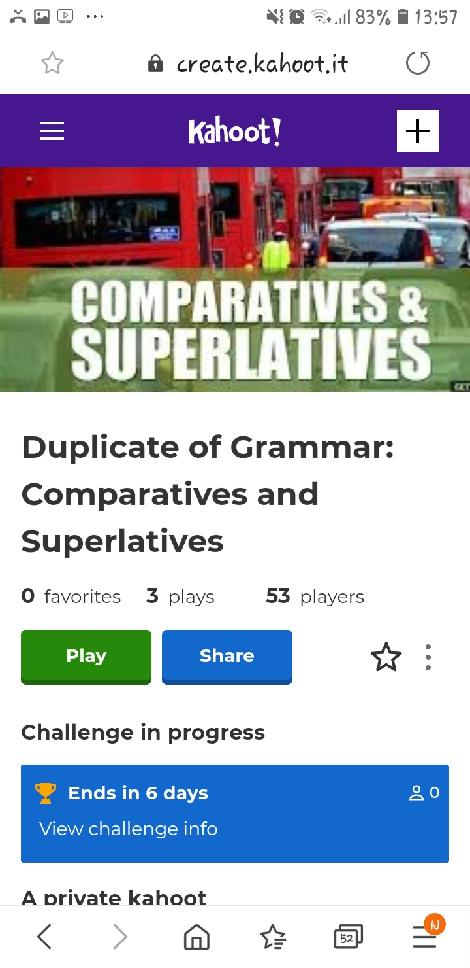 83% 13:57
create.kahoot.it
Kahoot!
COMPARATIVES &
SUPERLATIVES
GET
Duplicate of Grammar:
Comparatives and
Superlatives
0 favorites 3 plays 53 players
Play Share
Challenge in progress
Ends in 6 days 0
View challenge info
A private kahoot
52 N